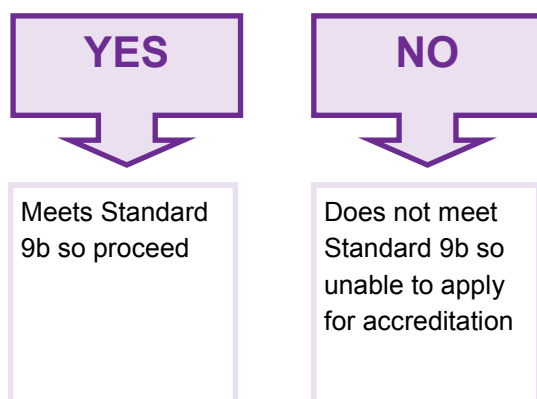 YES
Meets Standard
9b so proceed
NO
Does not meet
Standard 9b so
unable to apply
for accreditation